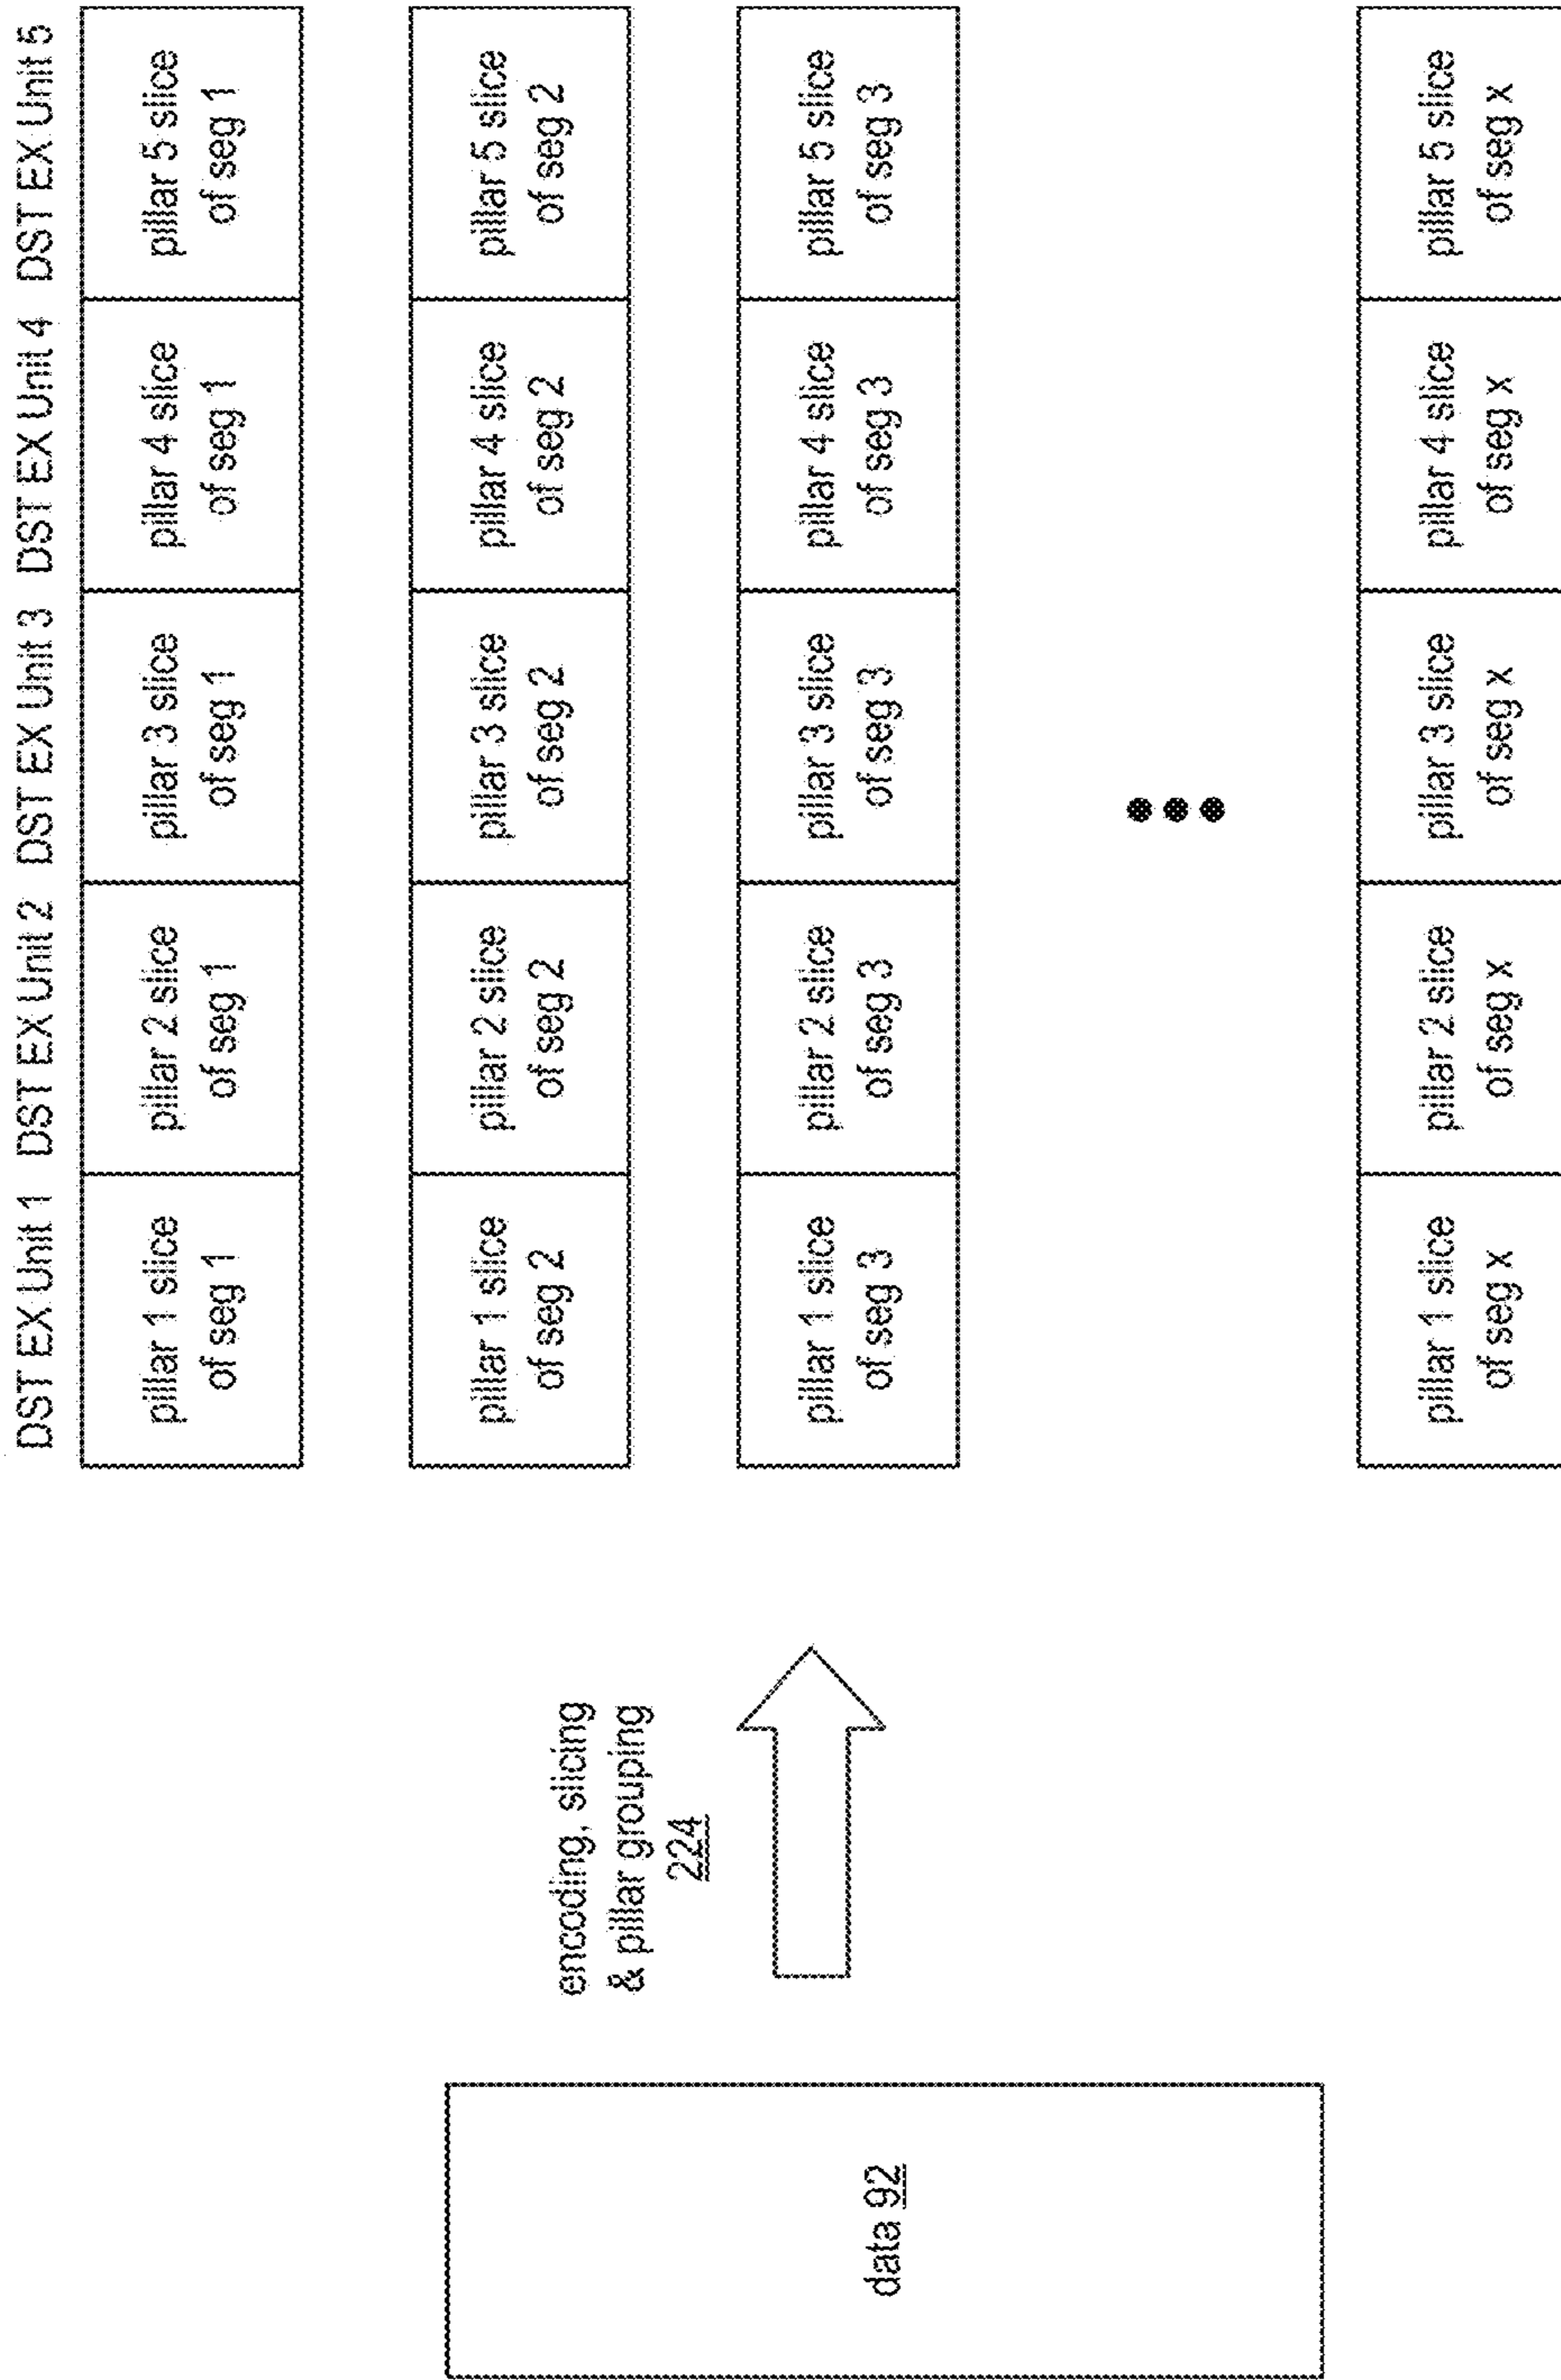 DST EX Unit 1 DST EX Unit 2 DST EX Unit 3 DST EX Unit 4 DST EX Unit 5
pillar 1 slice
of seg 1
pillar 2 slice
of seg 1
pillar 3 slice
of seg 1
pillar 4 slice
of seg 1
pillar 5 slice
of seg 1
pillar 1 slice
of seg 2
pillar 2 slice
of seg 2
pillar 3 slice
of seg 2
pillar 4 slice
of seg 2
pillar 5 slice
of seg 2
pillar 1 slice
of seg 3
pillar 2 slice
of seg 3
pillar 3 slice
of seg 3
pillar 4 slice
of seg 3
pillar 5 slice
of seg 3
pillar 1 slice
of seg x
pillar 2 slice
of seg x
pillar 3 slice
of seg x
pillar 4 slice
of seg x
pillar 5 slice
of seg x
encoding, slicing
& pillar grouping
224
data 92